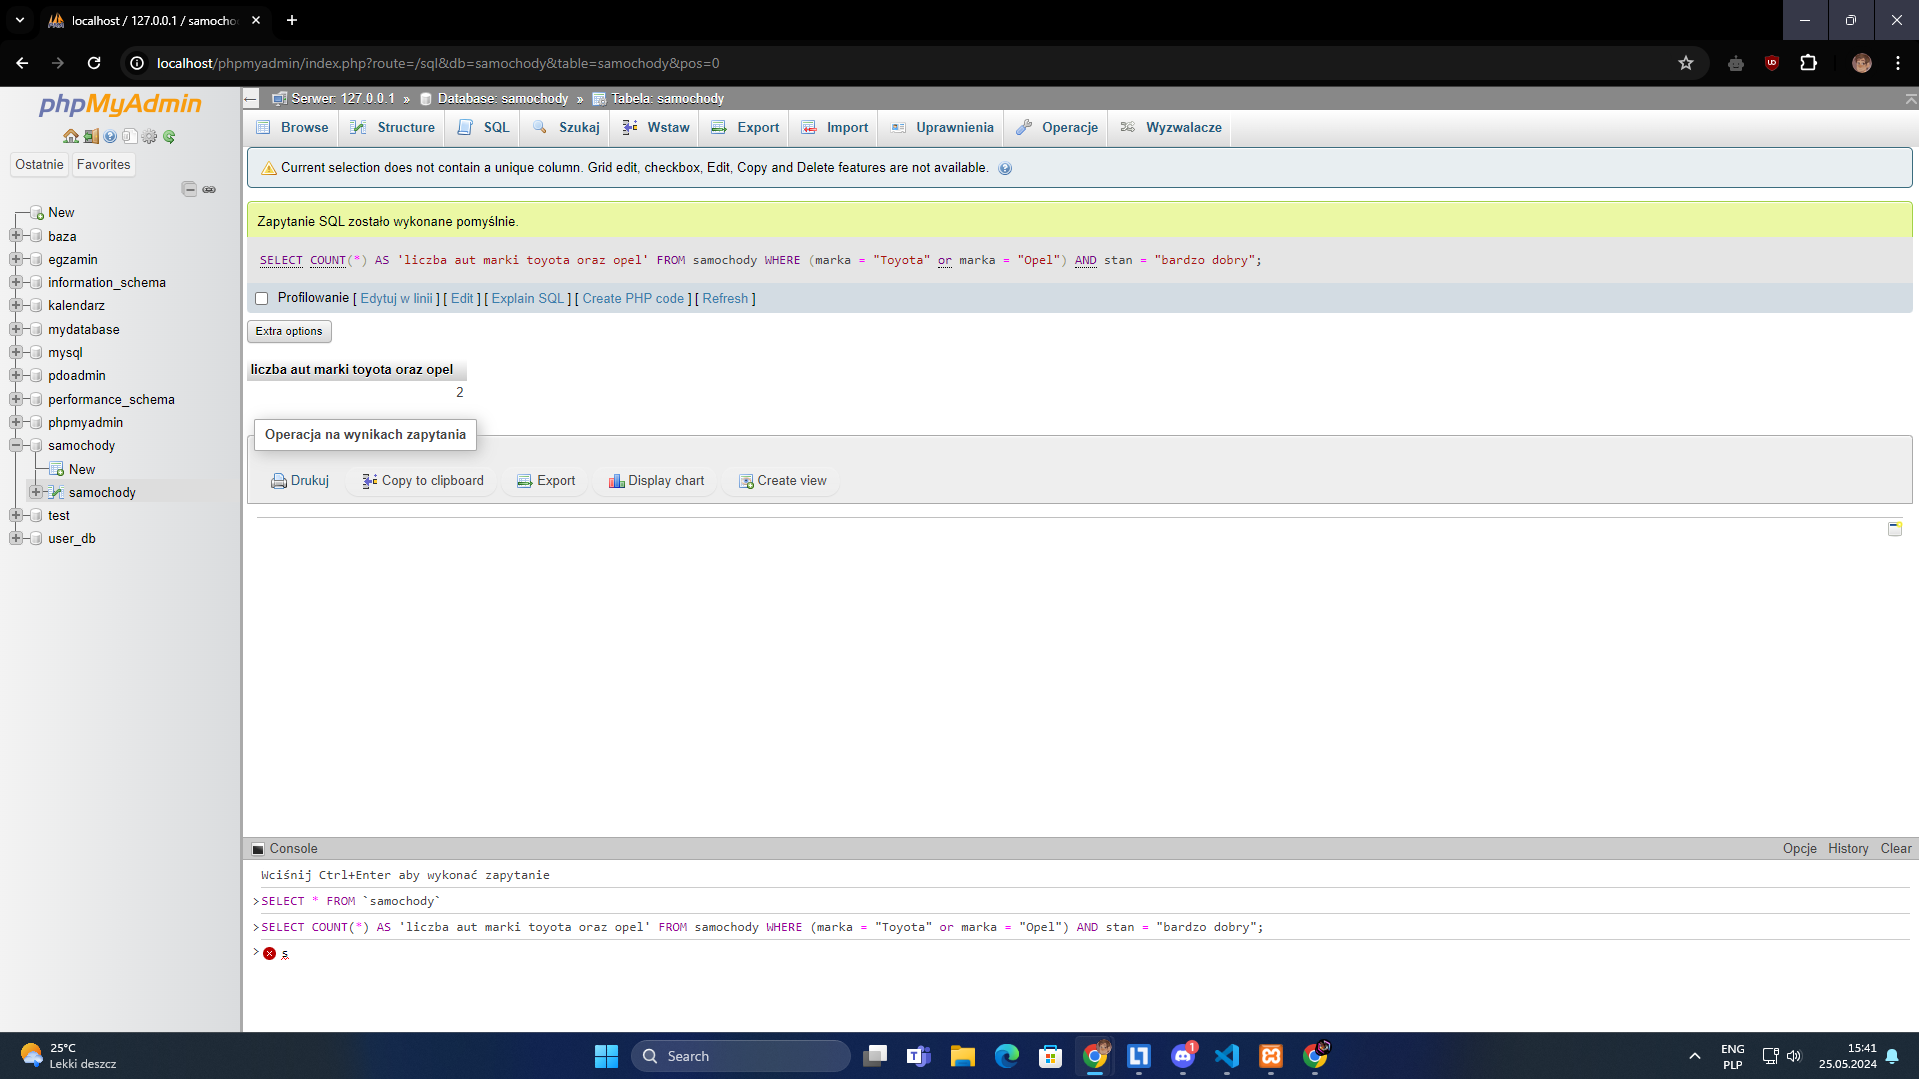 localhost / 127.0.0.1 / samocho
localhost/phpmyadmin/index.php?route=/sql&db=samochody&table=samochody&pos=0
phpMyAdmin
Ostatnie Favorites
New
baza
egzamin
information_schema
kalendarz
mydatabase
mysql
pdoadmin
performance_schema
phpmyadmin
samochody
New
samochody
test
user_db
Serwer: 127.0.0.1 » Database: samochody » Tabela: samochody
Browse Structure SQL Szukaj Wstaw Export Import Uprawnienia Operacje Wyzwalacze
Current selection does not contain a unique column. Grid edit, checkbox, Edit, Copy and Delete features are not available.
Zapytanie SQL zostało wykonane pomyślnie.
SELECT COUNT(*) AS 'liczba aut marki toyota oraz opel' FROM samochody WHERE (marka = "Toyota" or marka = "Opel") AND stan = "bardzo dobry";
Profilowanie [ Edytuj w linii ] [ Edit ] [ Explain SQL ] [ Create PHP code ] [ Refresh ]
Extra options
liczba aut marki toyota oraz opel
2
Operacja na wynikach zapytania
Drukuj Copy to clipboard Export Display chart Create view
Console Opcje History Clear
Wciśnij Ctrl+Enter aby wykonać zapytanie
>SELECT * FROM `samochody`
>SELECT COUNT(*) AS 'liczba aut marki toyota oraz opel' FROM samochody WHERE (marka = "Toyota" or marka = "Opel") AND stan = "bardzo dobry";
> s
25°C
Lekki deszcz
Search
1
ENG
PLP
15:41
25.05.2024